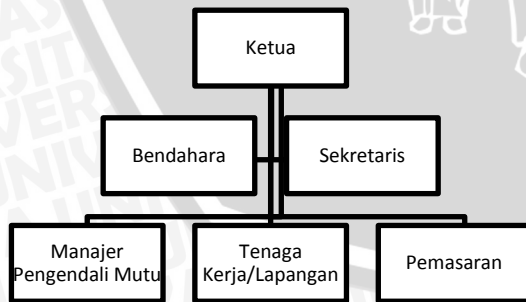 Ketua
Bendahara
Sekretaris
Manajer
Pengendali Mutu
Tenaga
Kerja/Lapangan
Pemasaran